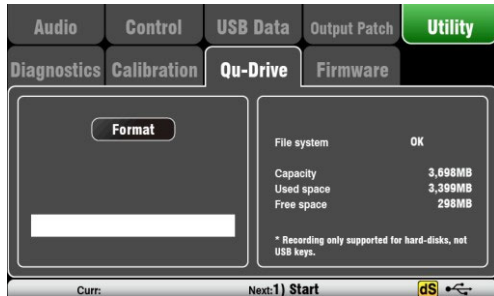 Audio Control USB Data Output Patch Utility
Diagnostics Calibration Qu-Drive Firmware
Format
File system OK
Capacity 3,698MB
Used space 3,399MB
Free space 298MB
* Recording only supported for hard-disks, not
USB keys.
Curr: Next:1) Start dS